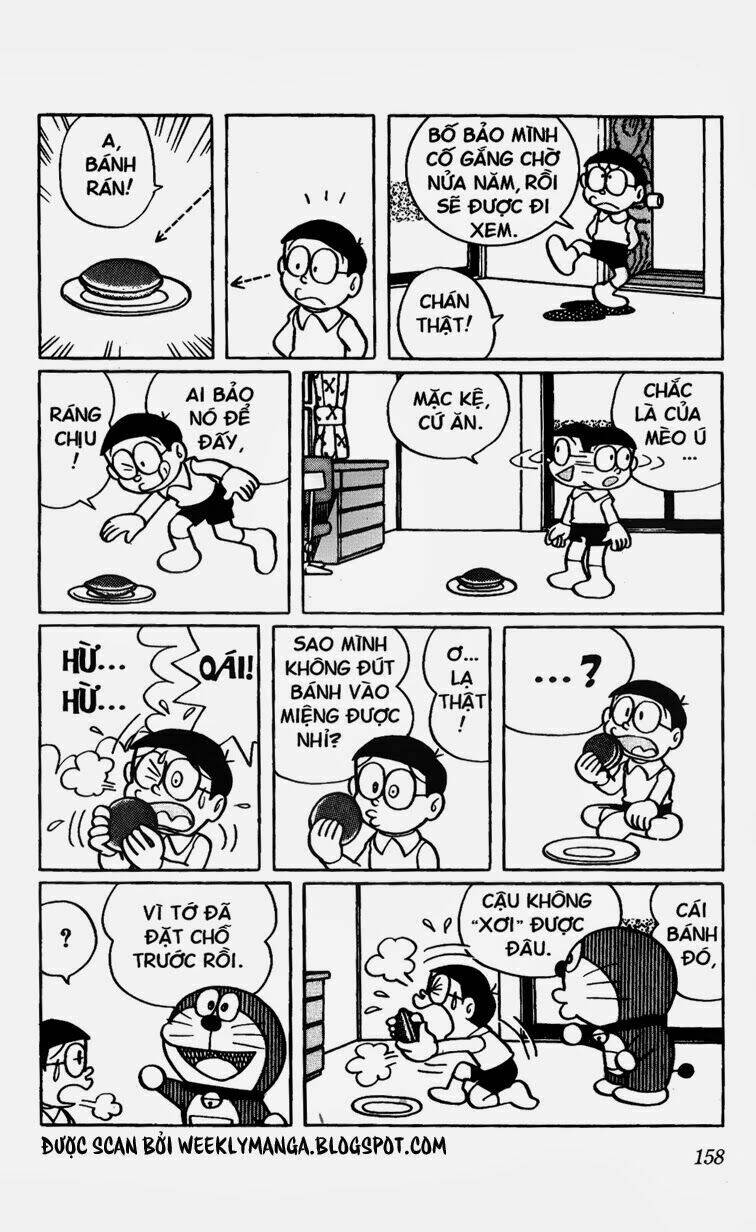 BỐ BẢO MÌNH
CỐ GẮNG CHỜ
NỬA NĂM, RỒI
SẼ ĐƯỢC ĐI
XEM.
CHÁN
THẬT!
A,
BÁNH
RÁN!
CHẮC
LÀ CỦA
MÈO Ú
...
MẶC KỆ,
CỨ ĂN.
AI BẢO
NÓ ĐỂ
ĐẤY,
RÁNG
CHỊU
!
...?
Ơ...
LẠ
THẬT
!
SAO MÌNH
KHÔNG ĐÚT
BÁNH VÀO
MIỆNG ĐƯỢC
NHỈ?
QÁI!
HỪ...
HỪ...
CÁI
BÁNH
ĐÓ,
CẬU KHÔNG
“XƠI” ĐƯỢC
ĐÂU.
VÌ TỚ ĐÃ
ĐẶT CHỖ
TRƯỚC RỒI.
?
ĐƯỢC SCAN BỞI WEEKLYMANGA.BLOGSPOT.COM
158